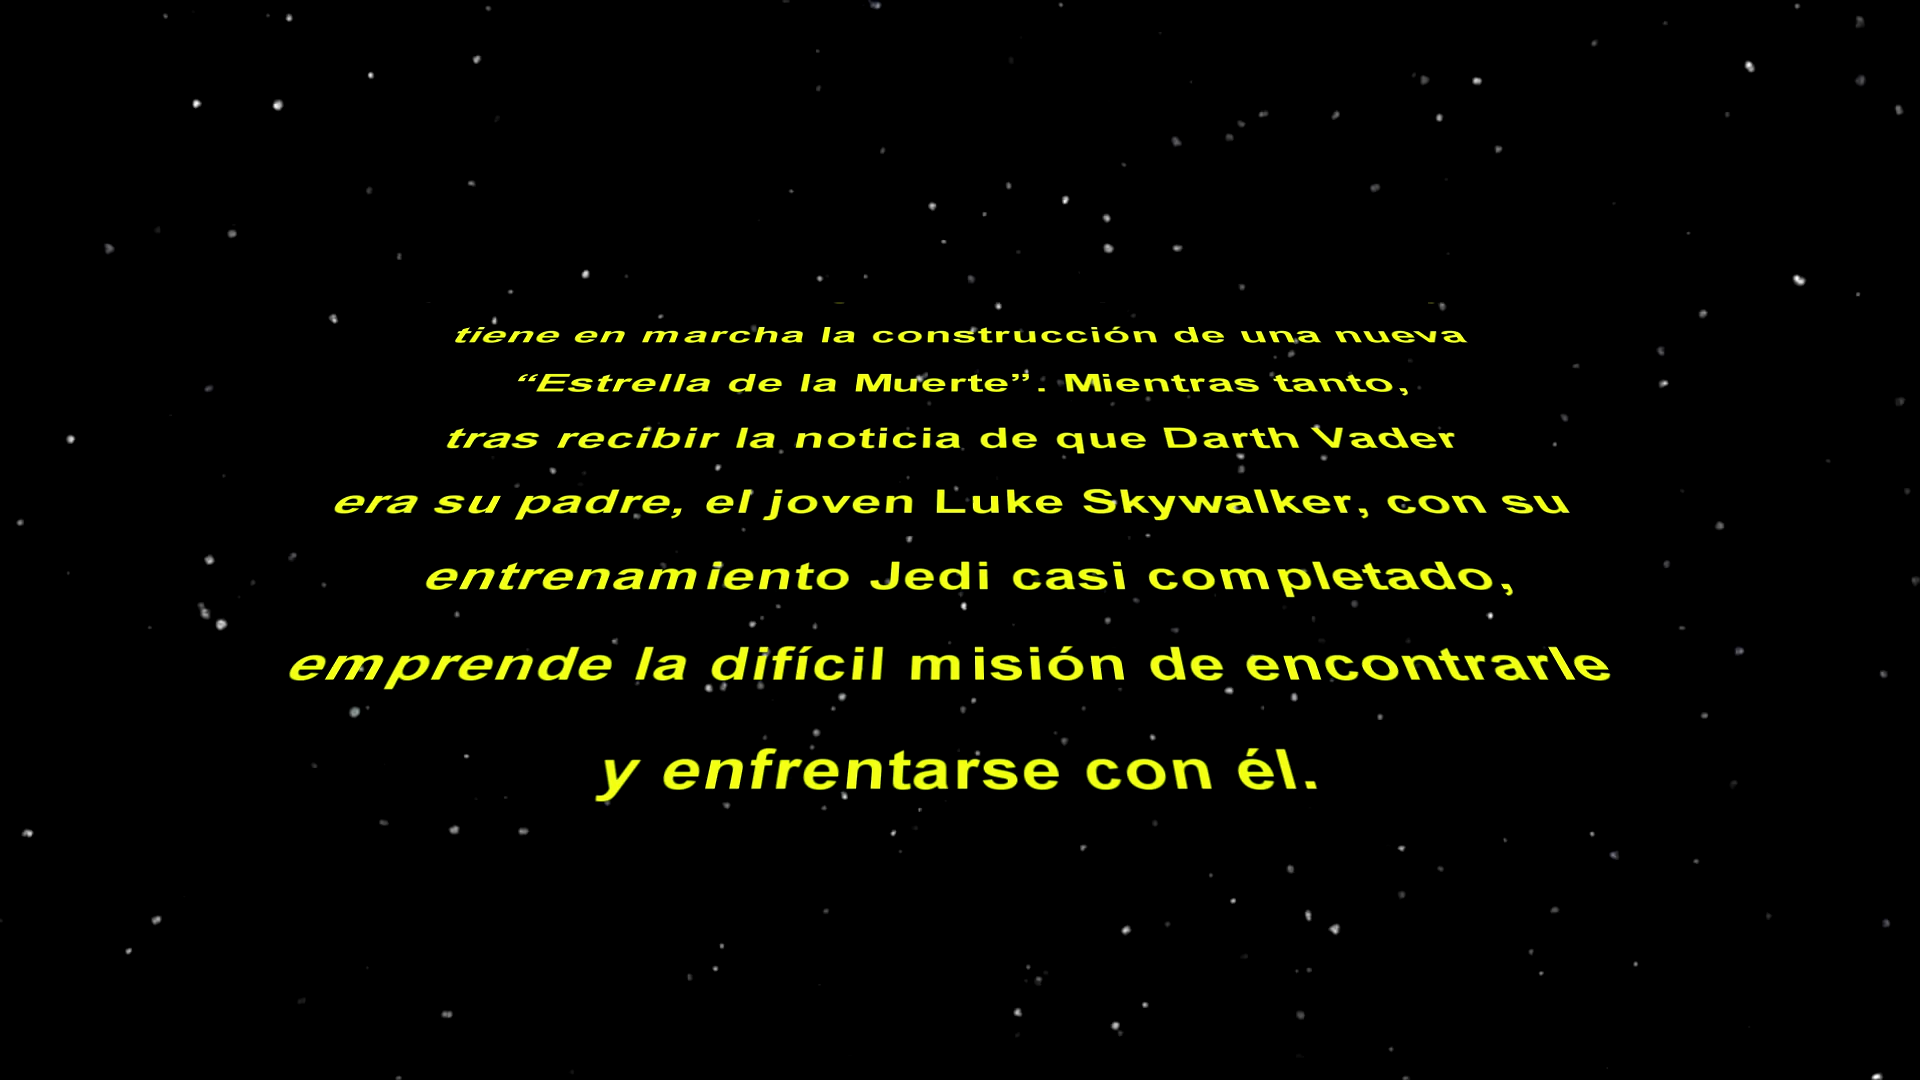 tiene en marcha la construcción de una nueva
“Estrella de la Muerte”. Mientras tanto,
tras recibir la noticia de que Darth Vader
era su padre, el joven Luke Skywalker, con su
entrenamiento Jedi casi completado,
emprende la difícil misión de encontrarle
y enfrentarse con él.